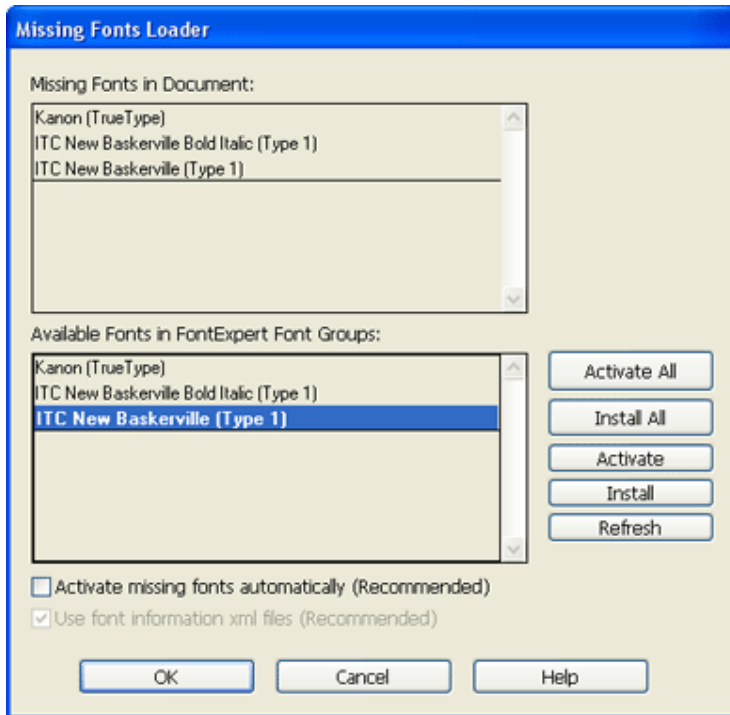 Missing Fonts Loader
Missing Fonts in Document:
Kanon (TrueType)
ITC New Baskerville Bold Italic (Type 1)
ITC New Baskerville (Type 1)
Available Fonts in FontExpert Font Groups:
Kanon (TrueType)
ITC New Baskerville Bold Italic (Type 1)
ITC New Baskerville (Type 1)
Activate All
Install All
Activate
Install
Refresh
Activate missing fonts automatically (Recommended)
Use font information xml files (Recommended)
OK Cancel Help